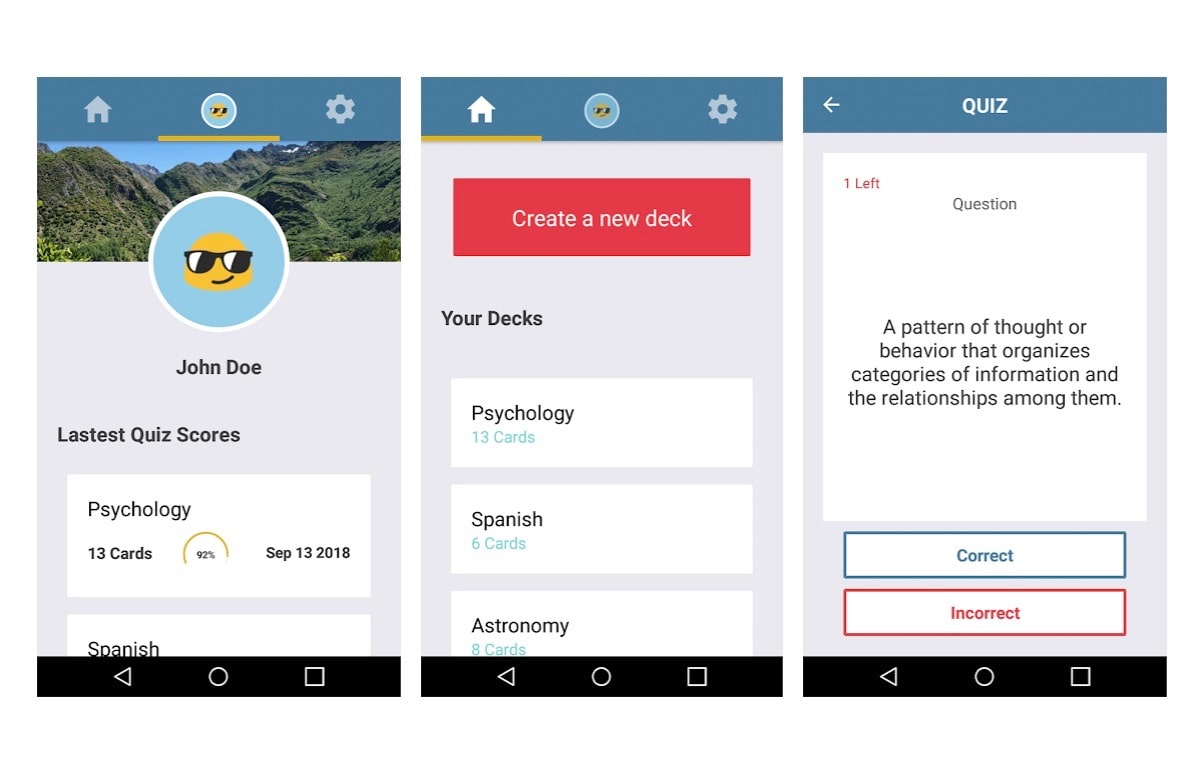 John Doe
Lastest Quiz Scores
Psychology
13 Cards
92%
Sep 13 2018
Spanish
Create a new deck
Your Decks
Psychology
13 Cards
Spanish
6 Cards
Astronomy
8 Cards
QUIZ
1 Left
Question
A pattern of thought or
behavior that organizes
categories of information and
the relationships among them.
Correct
Incorrect